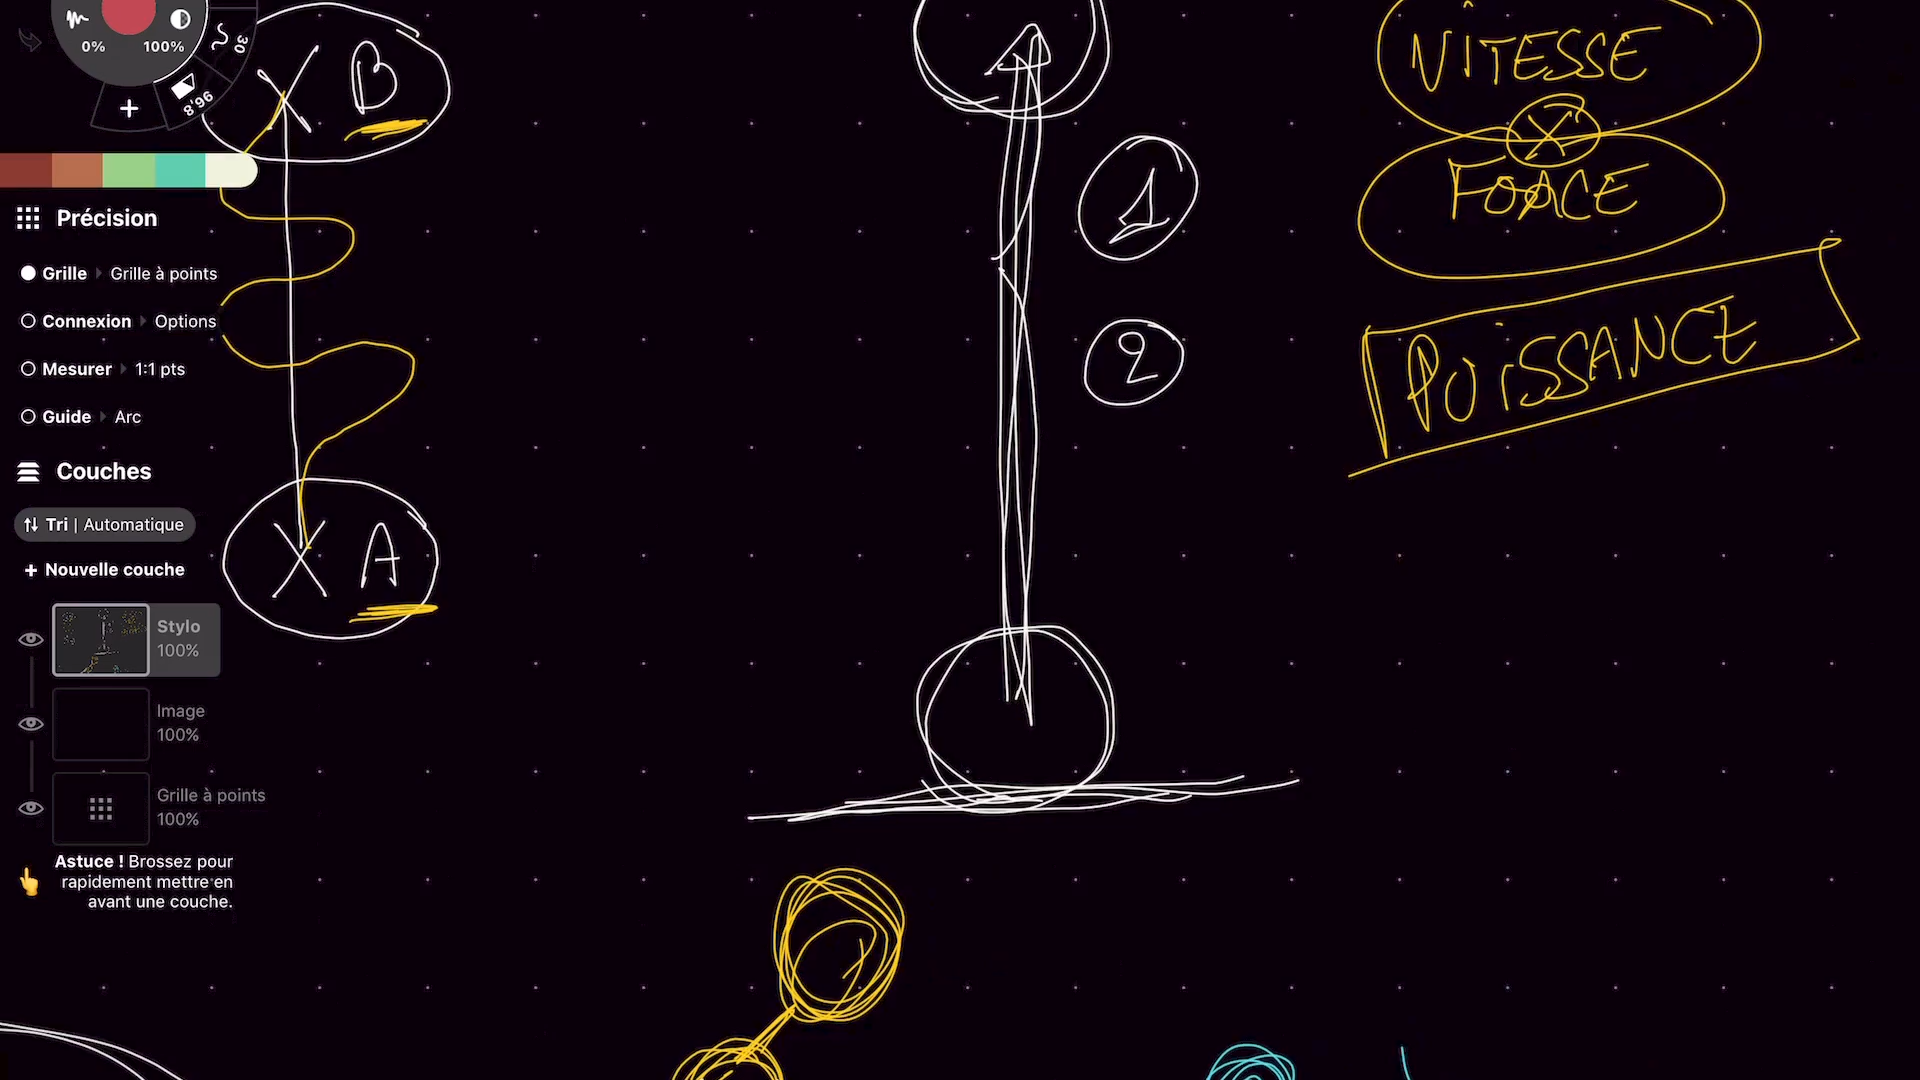 0% 100%
30
96,8
+
Précision
Grille Grille à points
Connexion Options
Mesurer 1:1 pts
Guide Arc
Couches
Tri | Automatique
+ Nouvelle couche
Stylo
100%
Image
100%
Grille à points
100%
Astuce ! Brossez pour
rapidement mettre en
avant une couche.
X B
X A
1
2
VITESSE
X
FORCE
PUISSANCE